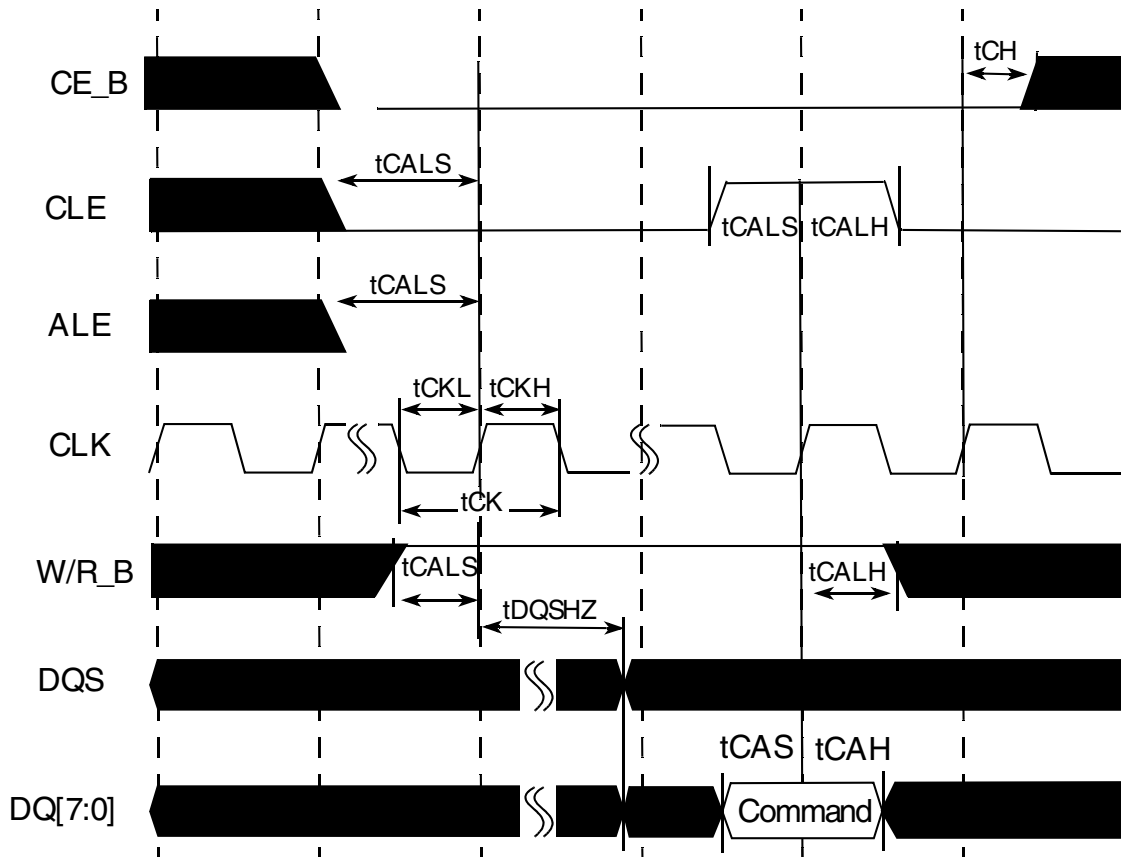 CE_B
tCH
tCALS
CLE
tCALS tCALH
tCALS
ALE
tCKL tCKH
CLK
tCK
W/R_B
tCALS
tCALH
tDQSHZ
DQS
tCAS tCAH
DQ[7:0]
Command